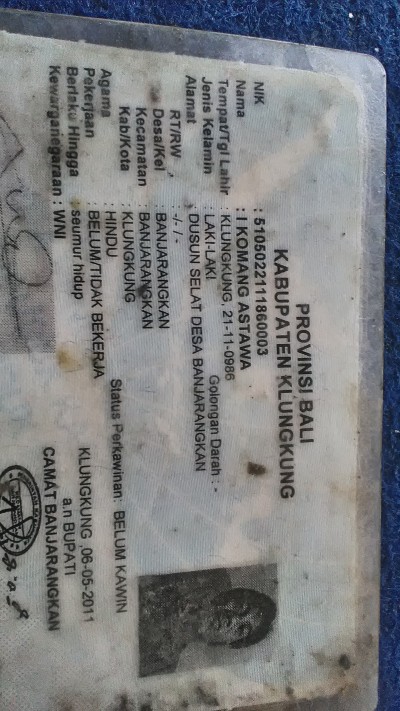 PROVINSI BALI
KABUPATEN KLUNGKUNG
NIK : 5105022111860003
Nama : I KOMANG ASTAWA
Tempat/Tgl Lahir : KLUNGKUNG, 21-11-0986
Jenis Kelamin : LAKI-LAKI Golongan Darah : -
Alamat : DUSUN SELAT DESA BANJARANGKAN
RT/RW : -/-
Desa/Kel : BANJARANGKAN
Kecamatan : BANJARANGKAN
Kab/Kota : KLUNGKUNG
Agama : HINDU Status Perkawinan: BELUM KAWIN
Pekerjaan : BELUM/TIDAK BEKERJA
Berlaku Hingga : seumur hidup
Kewarganegaraan : WNI
KLUNGKUNG ,06-05-2011
a.n BUPATI
CAMAT BANJARANGKAN